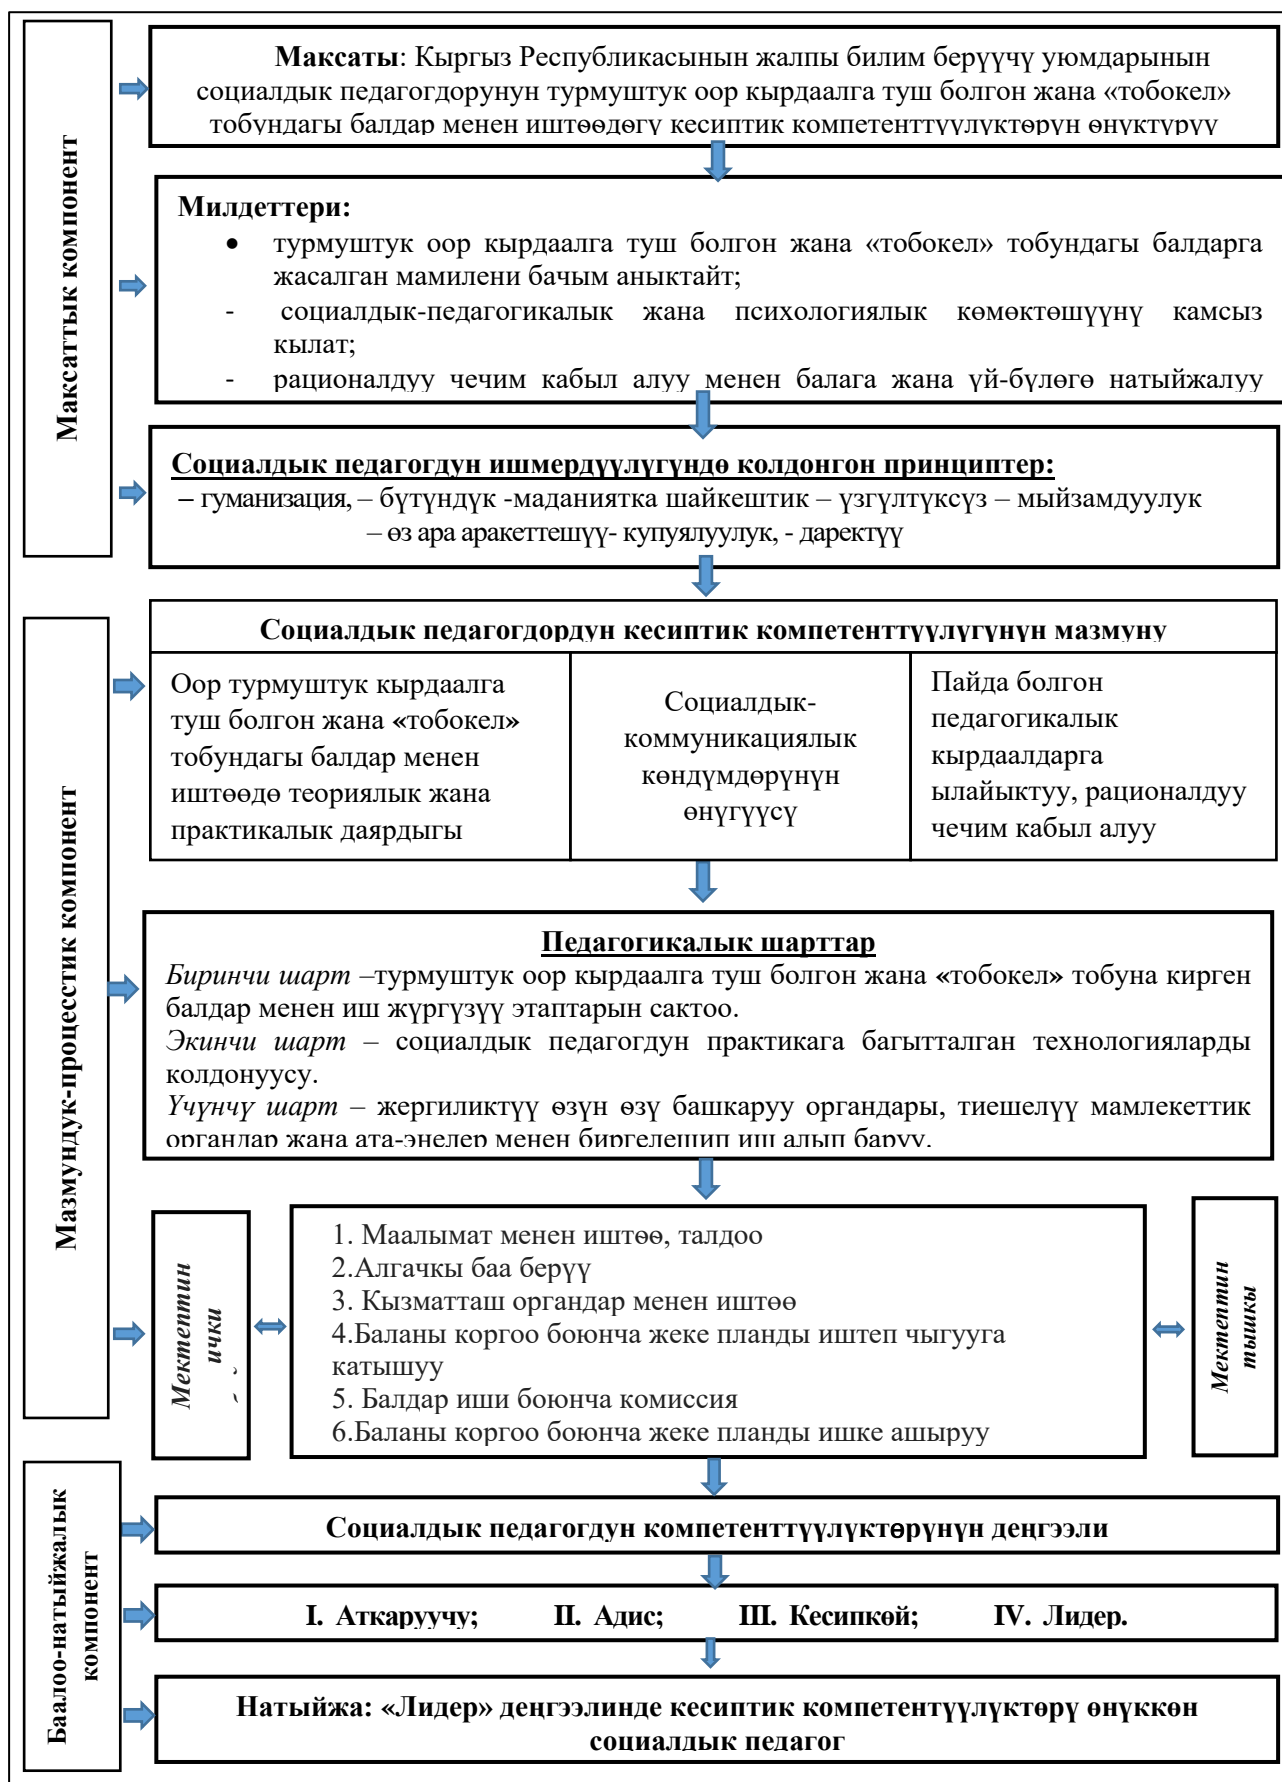 Максаттык компонент
Максаты: Кыргыз Республикасынын жалпы билим берүүчү уюмдарынын
социалдык педагогдорунун турмуштук оор кырдаалга туш болгон жана «тобокел»
тобундагы балдар менен иштөөдөгү кесиптик компетенттүүлүктөрүн өнүктүрүү
Милдеттери:
• турмуштук оор кырдаалга туш болгон жана «тобокел» тобундагы балдарга
жасалган мамилени бачым аныктайт;
- социалдык-педагогикалык жана психологиялык көмөктөшүүнү камсыз
кылат;
- рационалдуу чечим кабыл алуу менен балага жана үй-бүлөгө натыйжалуу
Социалдык педагогдун ишмердүүлүгүндө колдонгон принциптер:
– гуманизация, – бүтүндүк -маданиятка шайкештик – үзгүлтүксүз – мыйзамдуулук
– өз ара аракеттешүү- купуялуулук, - даректүү
Мазмундук-процесстик компонент
Социалдык педагогдордун кесиптик компетенттүүлүгүнүн мазмуну
Оор турмуштук кырдаалга
туш болгон жана «тобокел»
тобундагы балдар менен
иштөөдө теориялык жана
практикалык даярдыгы
Социалдык-
коммуникациялык
көндүмдөрүнүн
өнүгүүсү
Пайда болгон
педагогикалык
кырдаалдарга
ылайыктуу, рационалдуу
чечим кабыл алуу
Педагогикалык шарттар
Биринчи шарт –турмуштук оор кырдаалга туш болгон жана «тобокел» тобуна кирген
балдар менен иш жүргүзүү этаптарын сактоо.
Экинчи шарт – социалдык педагогдун практикага багытталган технологияларды
колдонуусу.
Үчүнчү шарт – жергиликтүү өзүн өзү башкаруу органдары, тиешелүү мамлекеттик
органдар жана ата-энелер менен биргелешип иш алып баруу.
Мектептин
ички
1. Маалымат менен иштөө, талдоо
2.Алгачкы баа берүү
3. Кызматташ органдар менен иштөө
4.Баланы коргоо боюнча жеке планды иштеп чыгууга
катышуу
5. Балдар иши боюнча комиссия
6.Баланы коргоо боюнча жеке планды ишке ашыруу
Мектептин
тышкы
Баалоо-натыйжалык
компонент
Социалдык педагогдун компетенттүүлүктөрүнүн деңгээли
I. Аткаруучу; II. Адис; III. Кесипкөй; IV. Лидер.
Натыйжа: «Лидер» деңгээлинде кесиптик компетентүүлүктөрү өнүккөн
социалдык педагог